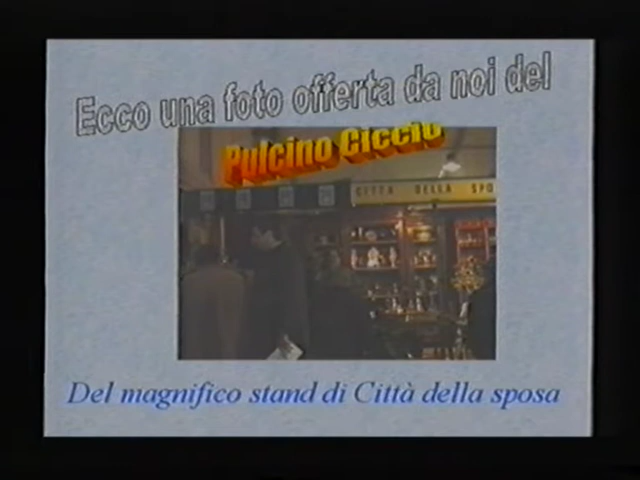 Ecco una foto offerta da noi del
Pulcino Ciccio
CITTA DELLA SPO
Del magnifico stand di Città della sposa